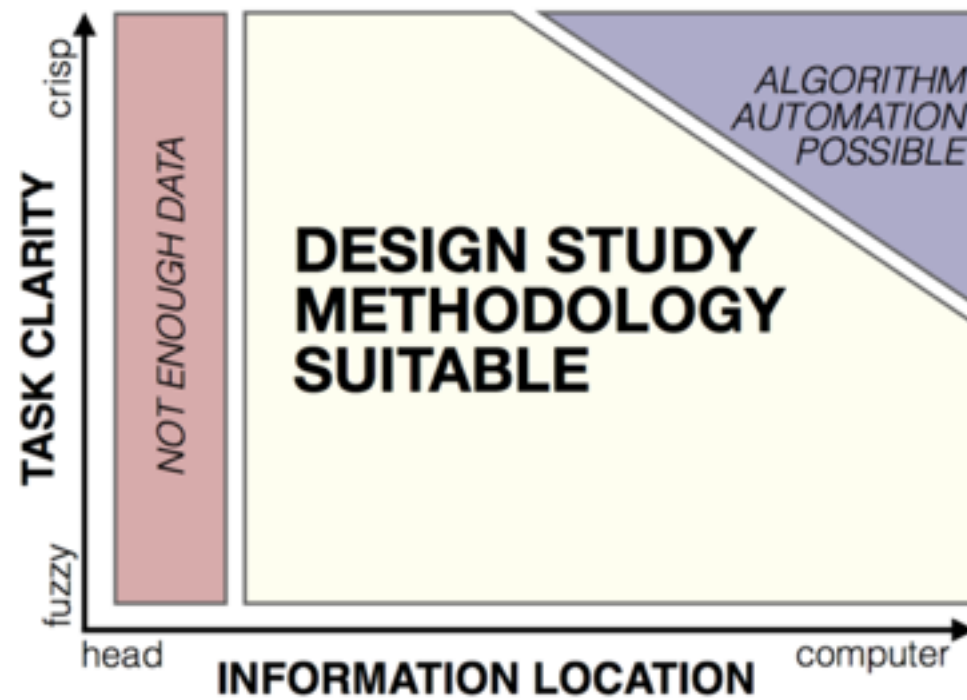 crisp
TASK CLARITY
fuzzy
NOT ENOUGH DATA
DESIGN STUDY
METHODOLOGY
SUITABLE
ALGORITHM
AUTOMATION
POSSIBLE
head
INFORMATION LOCATION
computer